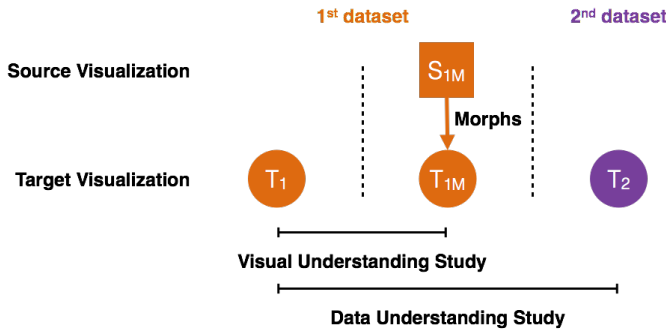 1st dataset
2nd dataset
Source Visualization
S1M
Morphs
Target Visualization
T1
T1M
T2
Visual Understanding Study
Data Understanding Study